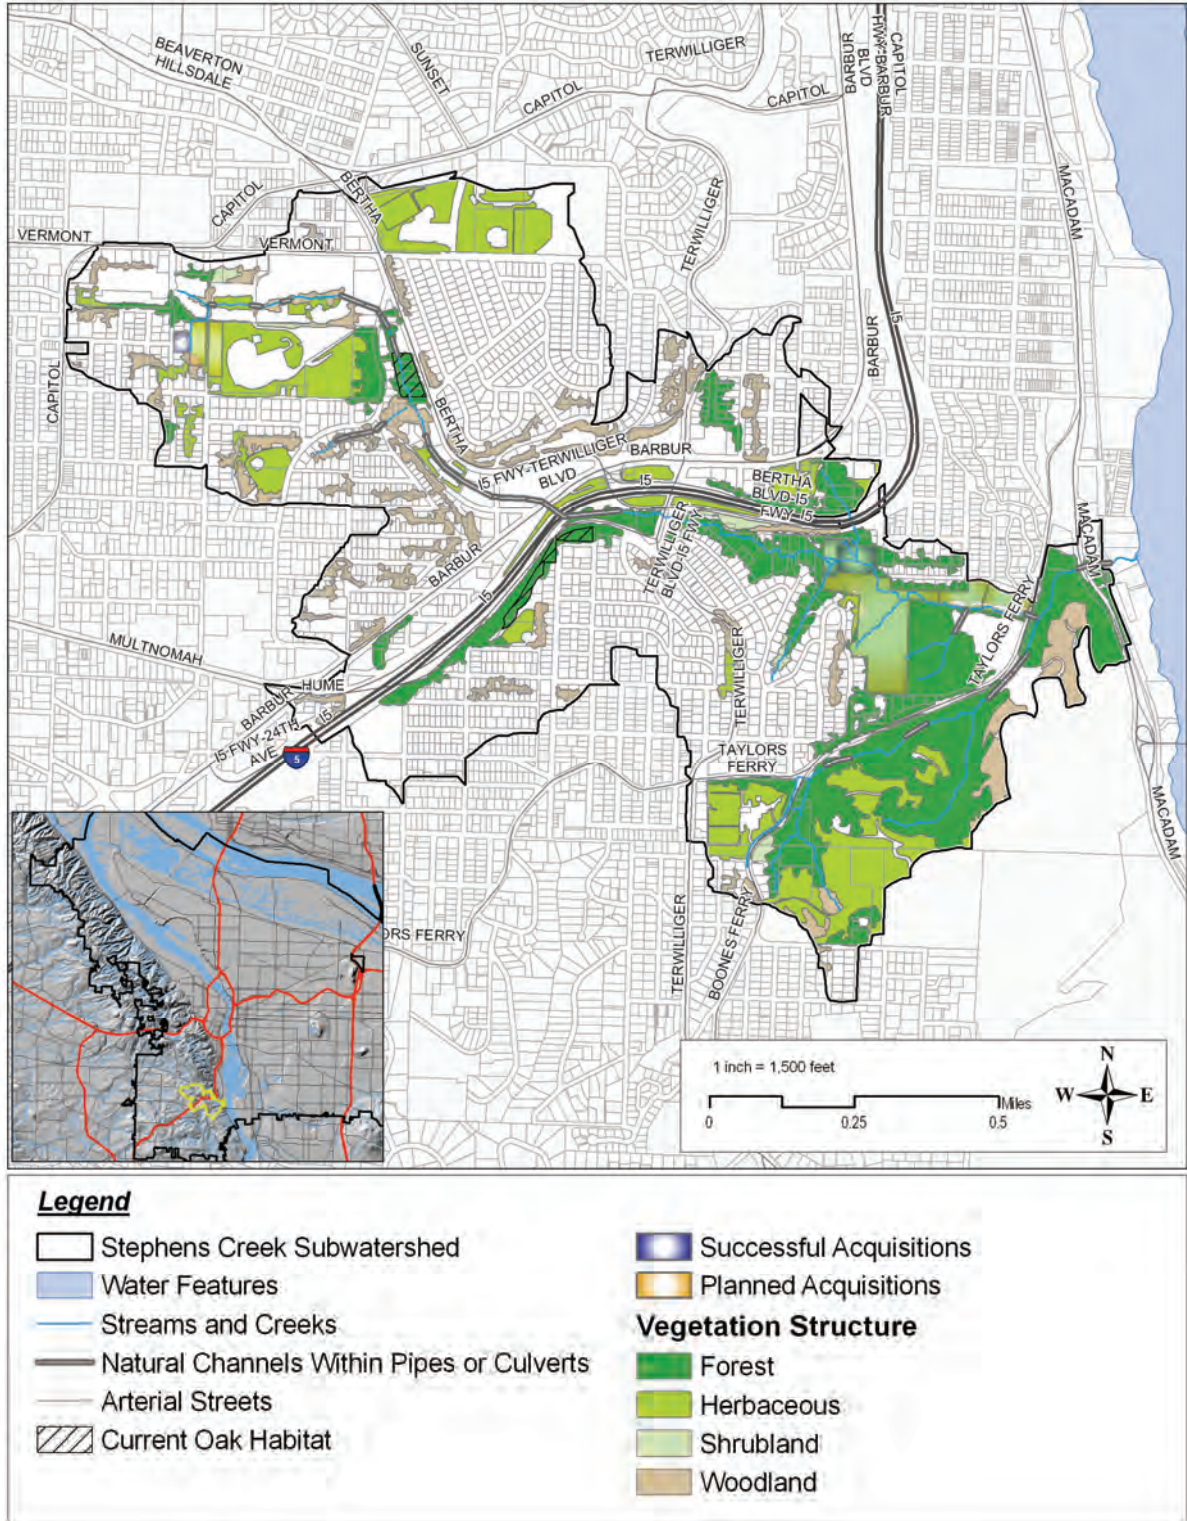 TERWILLIGER
BEAVERTON
HILLSDALE
SUNSET
CAPITOL
CAPITOL
BARBUR
BLVD
HWY-BARBUR
CAPITOL
MACADAM
BERTHA
CAPITOL
TERWILLIGER
VERMONT
VERMONT
I5
BARBUR
CAPITOL
BERTHA
I5 FWY-TERWILLIGER
BLVD
BARBUR
I5
BERTHA
BLVD-I5
FWY
I5
TERWILLIGER
BLVD-I5 FWY
MACADAM
BARBUR
I5
MULTNOMAH
TAYLORS FERRY
TERWILLIGER
BARBUR
HUME
I5
I5 FWY-24TH
AVE
5
TAYLORS
FERRY
MACADAM
ORS FERRY
TERWILLIGER
BOONES FERRY
1 inch = 1,500 feet
Miles
0
0.25
0.5
N
W
E
S
Legend
Stephens Creek Subwatershed
Water Features
Streams and Creeks
Natural Channels Within Pipes or Culverts
Arterial Streets
Current Oak Habitat
Successful Acquisitions
Planned Acquisitions
Vegetation Structure
Forest
Herbaceous
Shrubland
Woodland